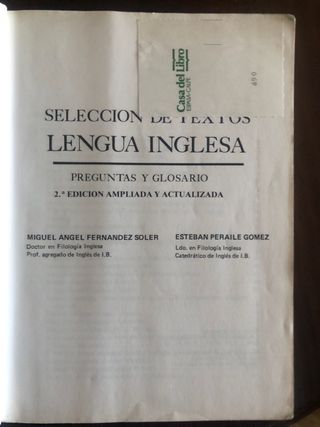 Casa del Libro
ESPASA-CALPE
069
SELECCION DE TEXTOS
LENGUA INGLESA
PREGUNTAS Y GLOSARIO
2.ª EDICION AMPLIADA Y ACTUALIZADA
MIGUEL ANGEL FERNANDEZ SOLER
Doctor en Filología Inglesa
Prof. agregado de Inglés de I.B.
ESTEBAN PERAILE GOMEZ
Ldo. en Filología Inglesa
Catedrático de Inglés de I.B.